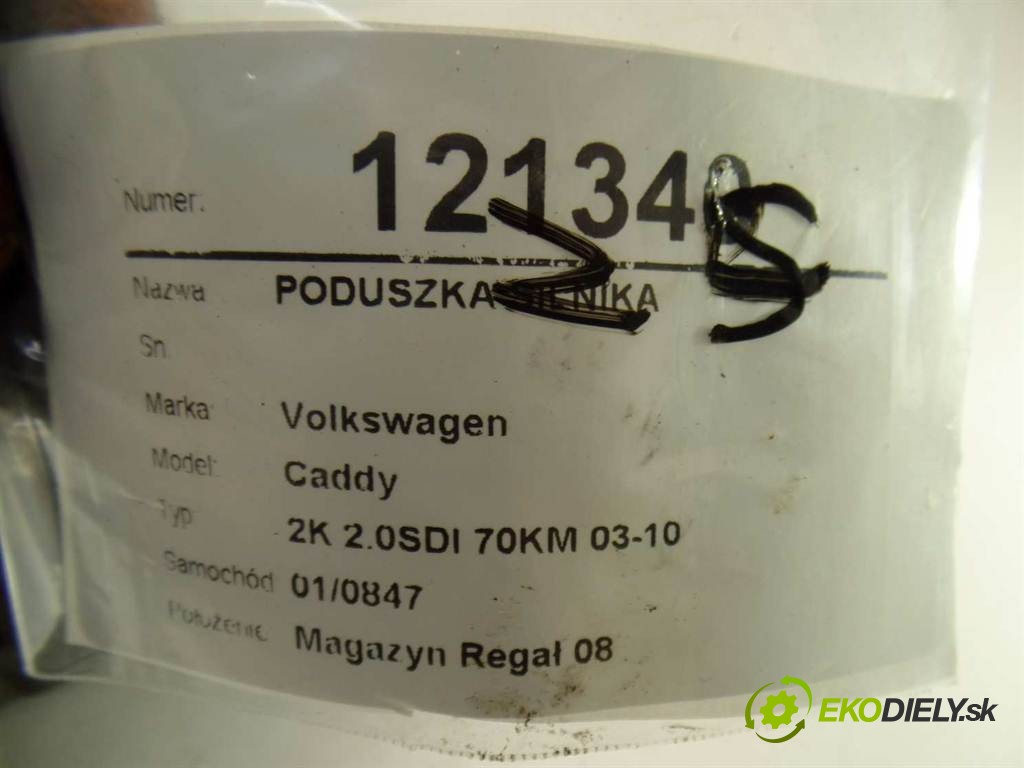 Numer: 12134
Nazwa PODUSZKA SILNIKA
Sn.
Marka: Volkswagen
Model: Caddy
Typ 2K 2.0SDI 70KM 03-10
Samochód 01/0847
Położenie Magazyn Regał 08
EKODIELY.sk